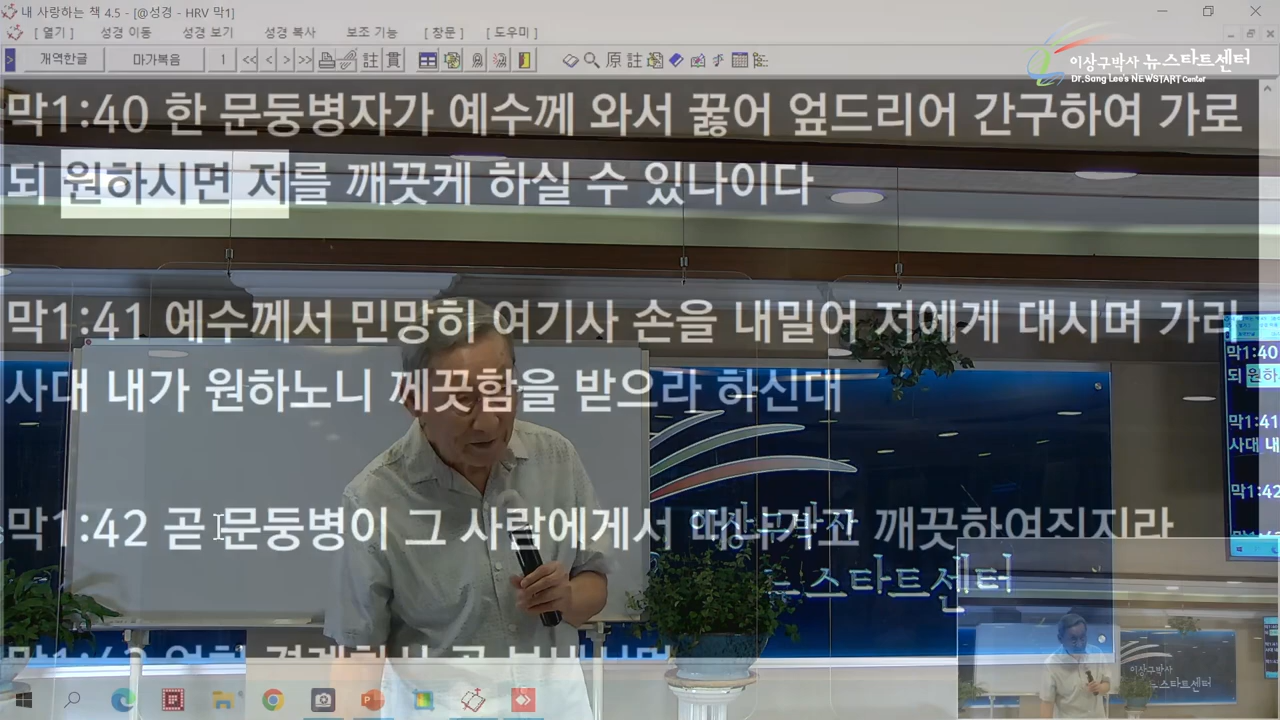 내 사랑하는 책 4.5 - [@성경 - HRV 막1]
[ 열기 ] 성경 이동 성경 보기 성경 복사 보조 기능 [ 창문 ] [ 도우미 ]
개역한글 마가복음 1 << < > >> 註 原 註
이상구박사 뉴스타트센터
Dr. Sang Lee's NEWSTART Center
막1:40 한 문둥병자가 예수께 와서 꿇어 엎드리어 간구하여 가로
되 원하시면 저를 깨끗케 하실 수 있나이다
막1:41 예수께서 민망히 여기사 손을 내밀어 저에게 대시며 가라
사대 내가 원하노니 깨끗함을 받으라 하신대
막1:42 곧 문둥병이 그 사람에게서 떠나가고 깨끗하여진지라
이상구박사
뉴스타트센터
막1:40
되 원하
막1:41
사대 내
막1:42
이상구박사
뉴스타트센터